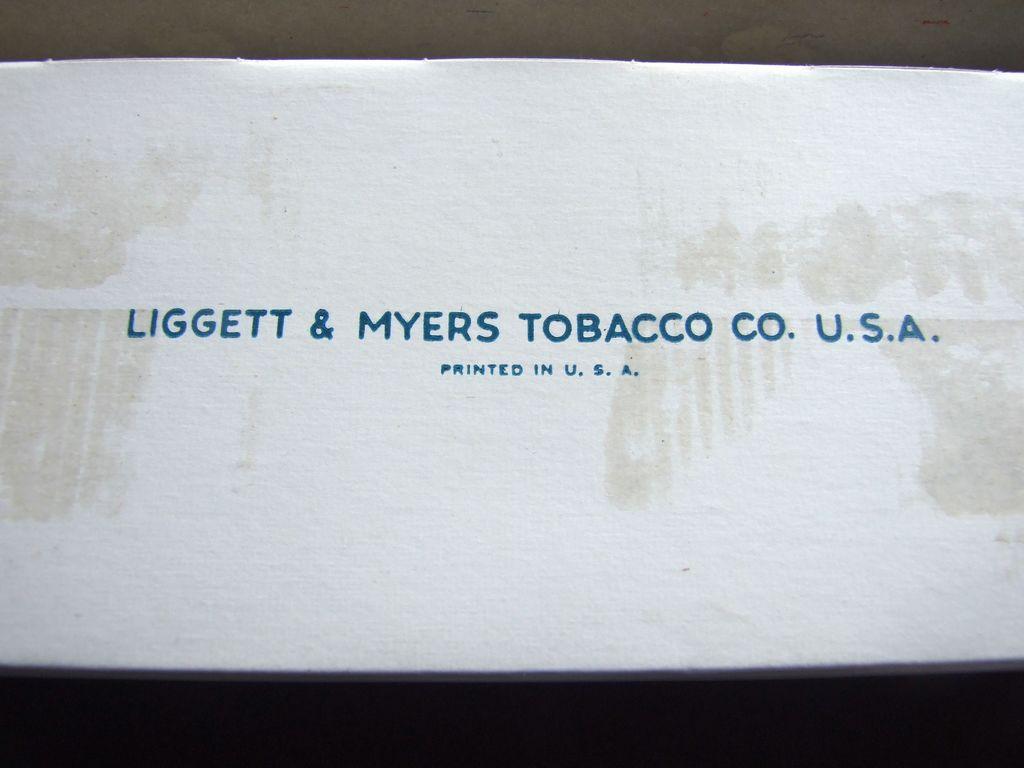 LIGGETT & MYERS TOBACCO CO. U.S.A.
PRINTED IN U. S. A.